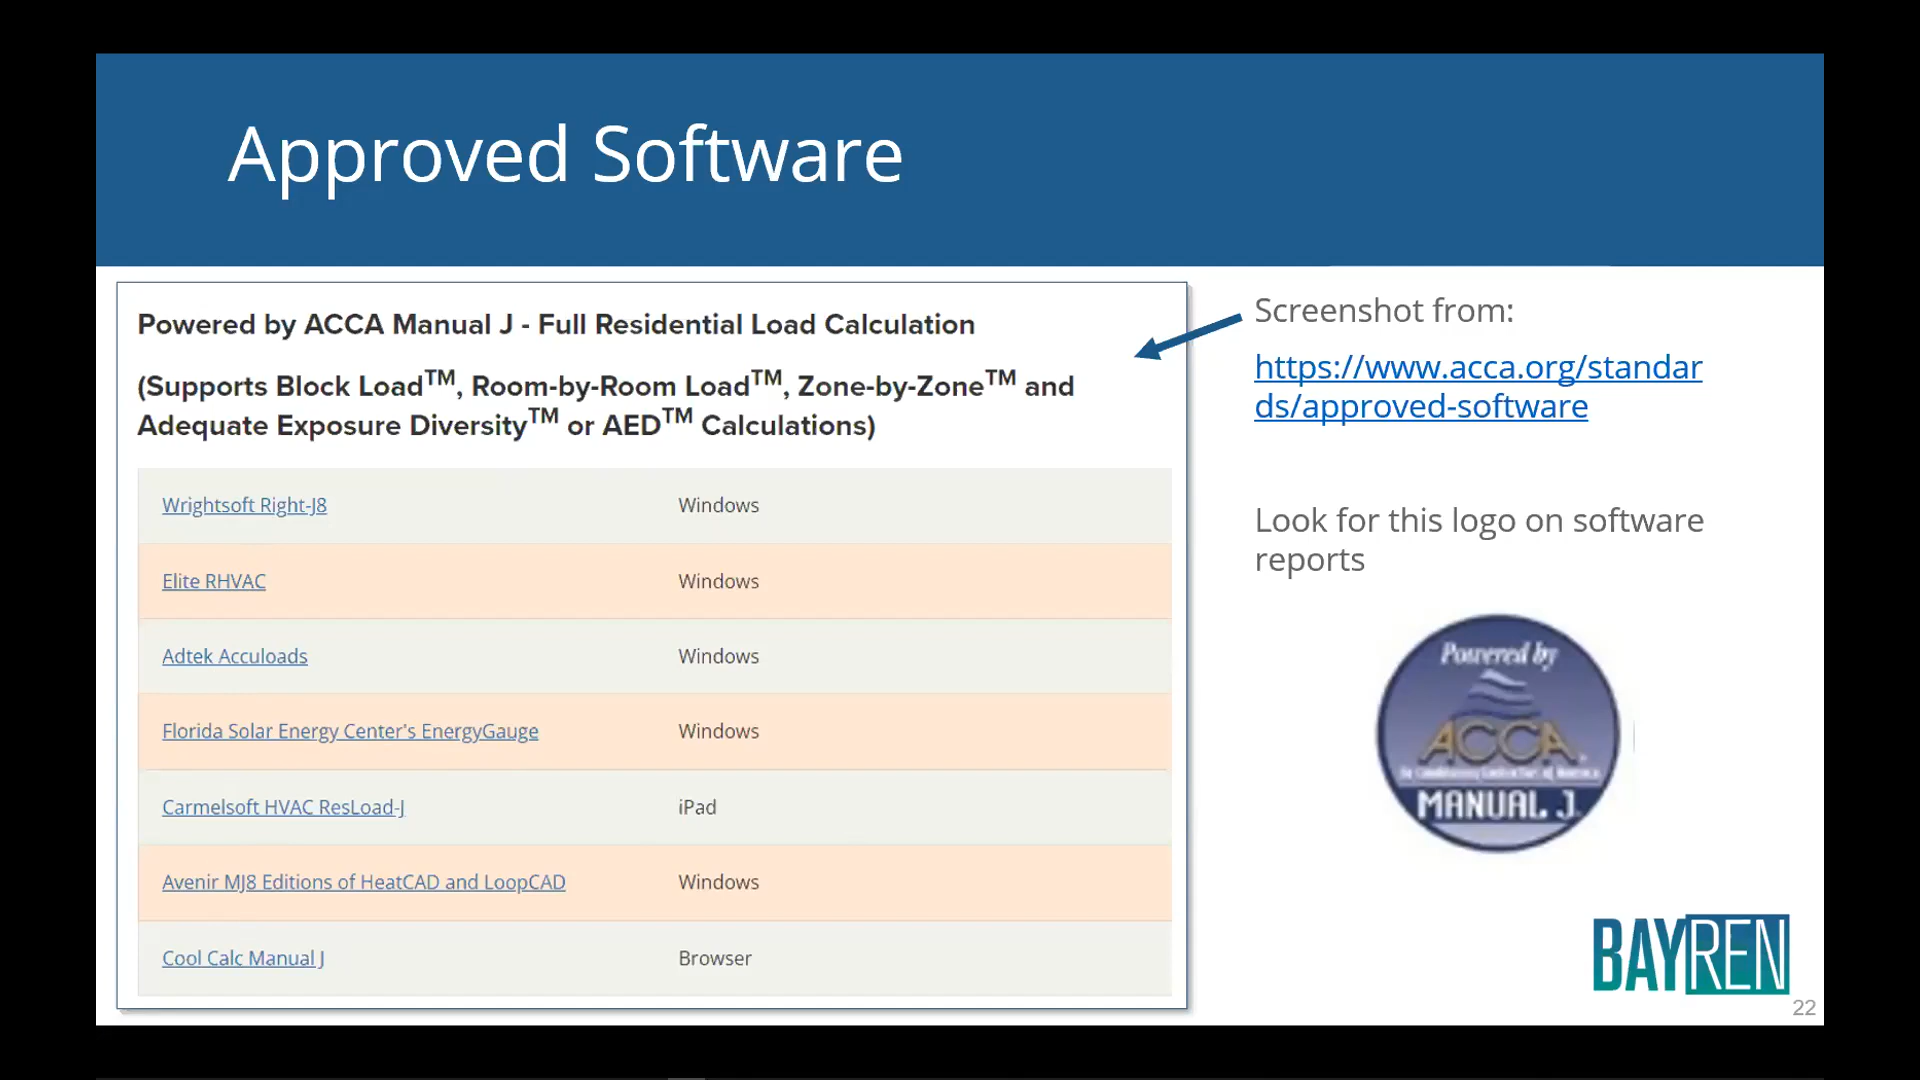 Approved Software
Powered by ACCA Manual J - Full Residential Load Calculation
(Supports Block Load™, Room-by-Room Load™, Zone-by-Zone™ and
Adequate Exposure Diversity™ or AED™ Calculations)
Wrightsoft Right-J8 Windows
Elite RHVAC Windows
Adtek Acculoads Windows
Florida Solar Energy Center's EnergyGauge Windows
Carmelsoft HVAC ResLoad-J iPad
Avenir MJ8 Editions of HeatCAD and LoopCAD Windows
Cool Calc Manual J Browser
Screenshot from:
https://www.acca.org/standar
ds/approved-software
Look for this logo on software
reports
Powered by
ACCA
MANUAL J
BAYREN
22